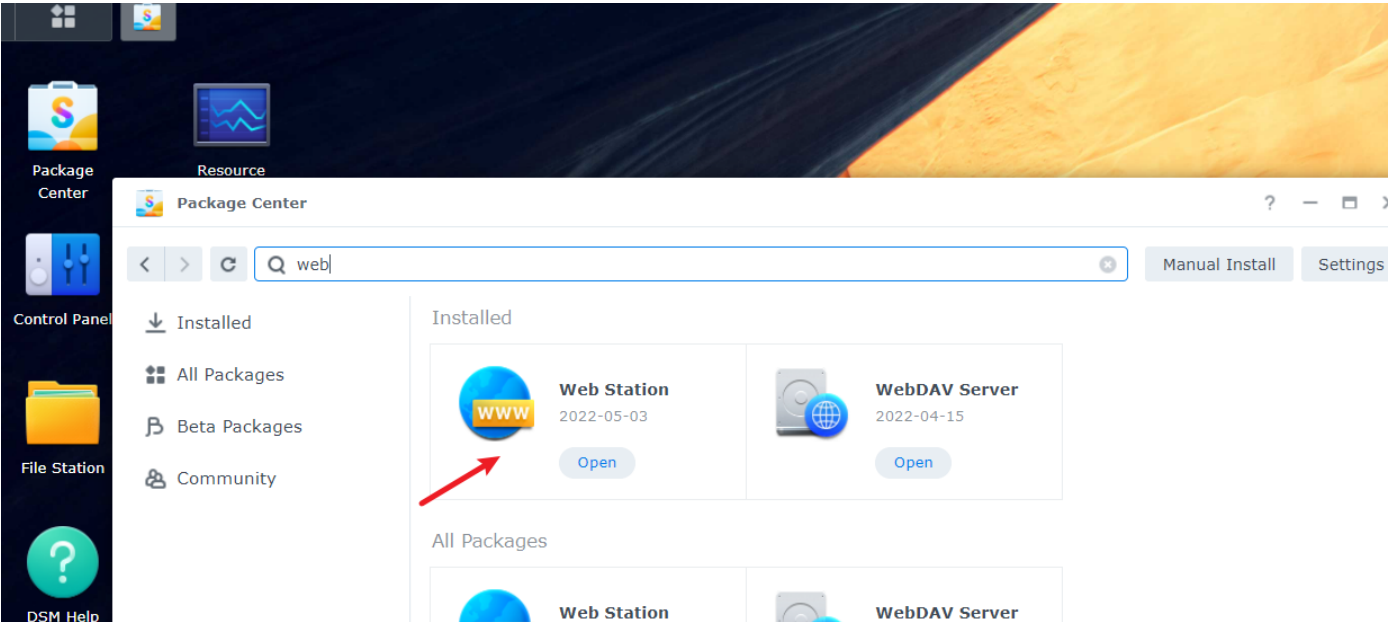 Package
Center
Resource
Control Panel
File Station
DSM Help
Package Center
web
Manual Install
Settings
Installed
All Packages
Beta Packages
Community
Installed
Web Station
2022-05-03
Open
WebDAV Server
2022-04-15
Open
All Packages
Web Station
WebDAV Server
WWW